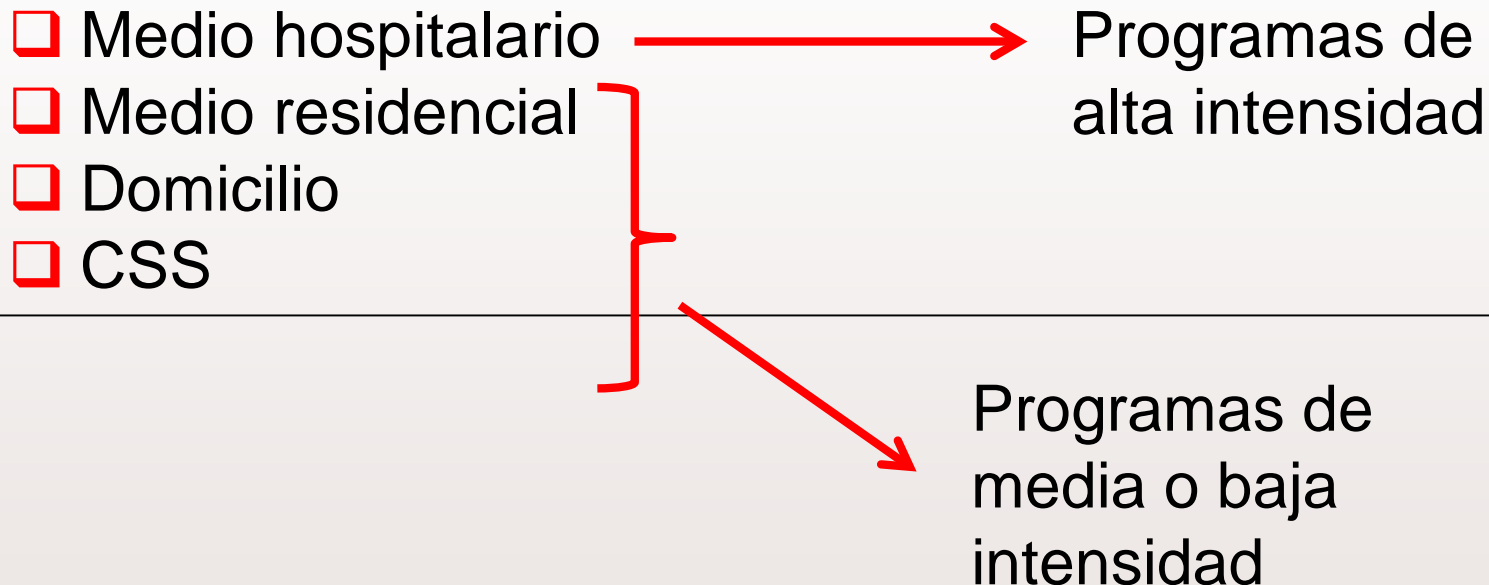 Medio hospitalario
Medio residencial
Domicilio
CSS
Programas de
alta intensidad
Programas de
media o baja
intensidad